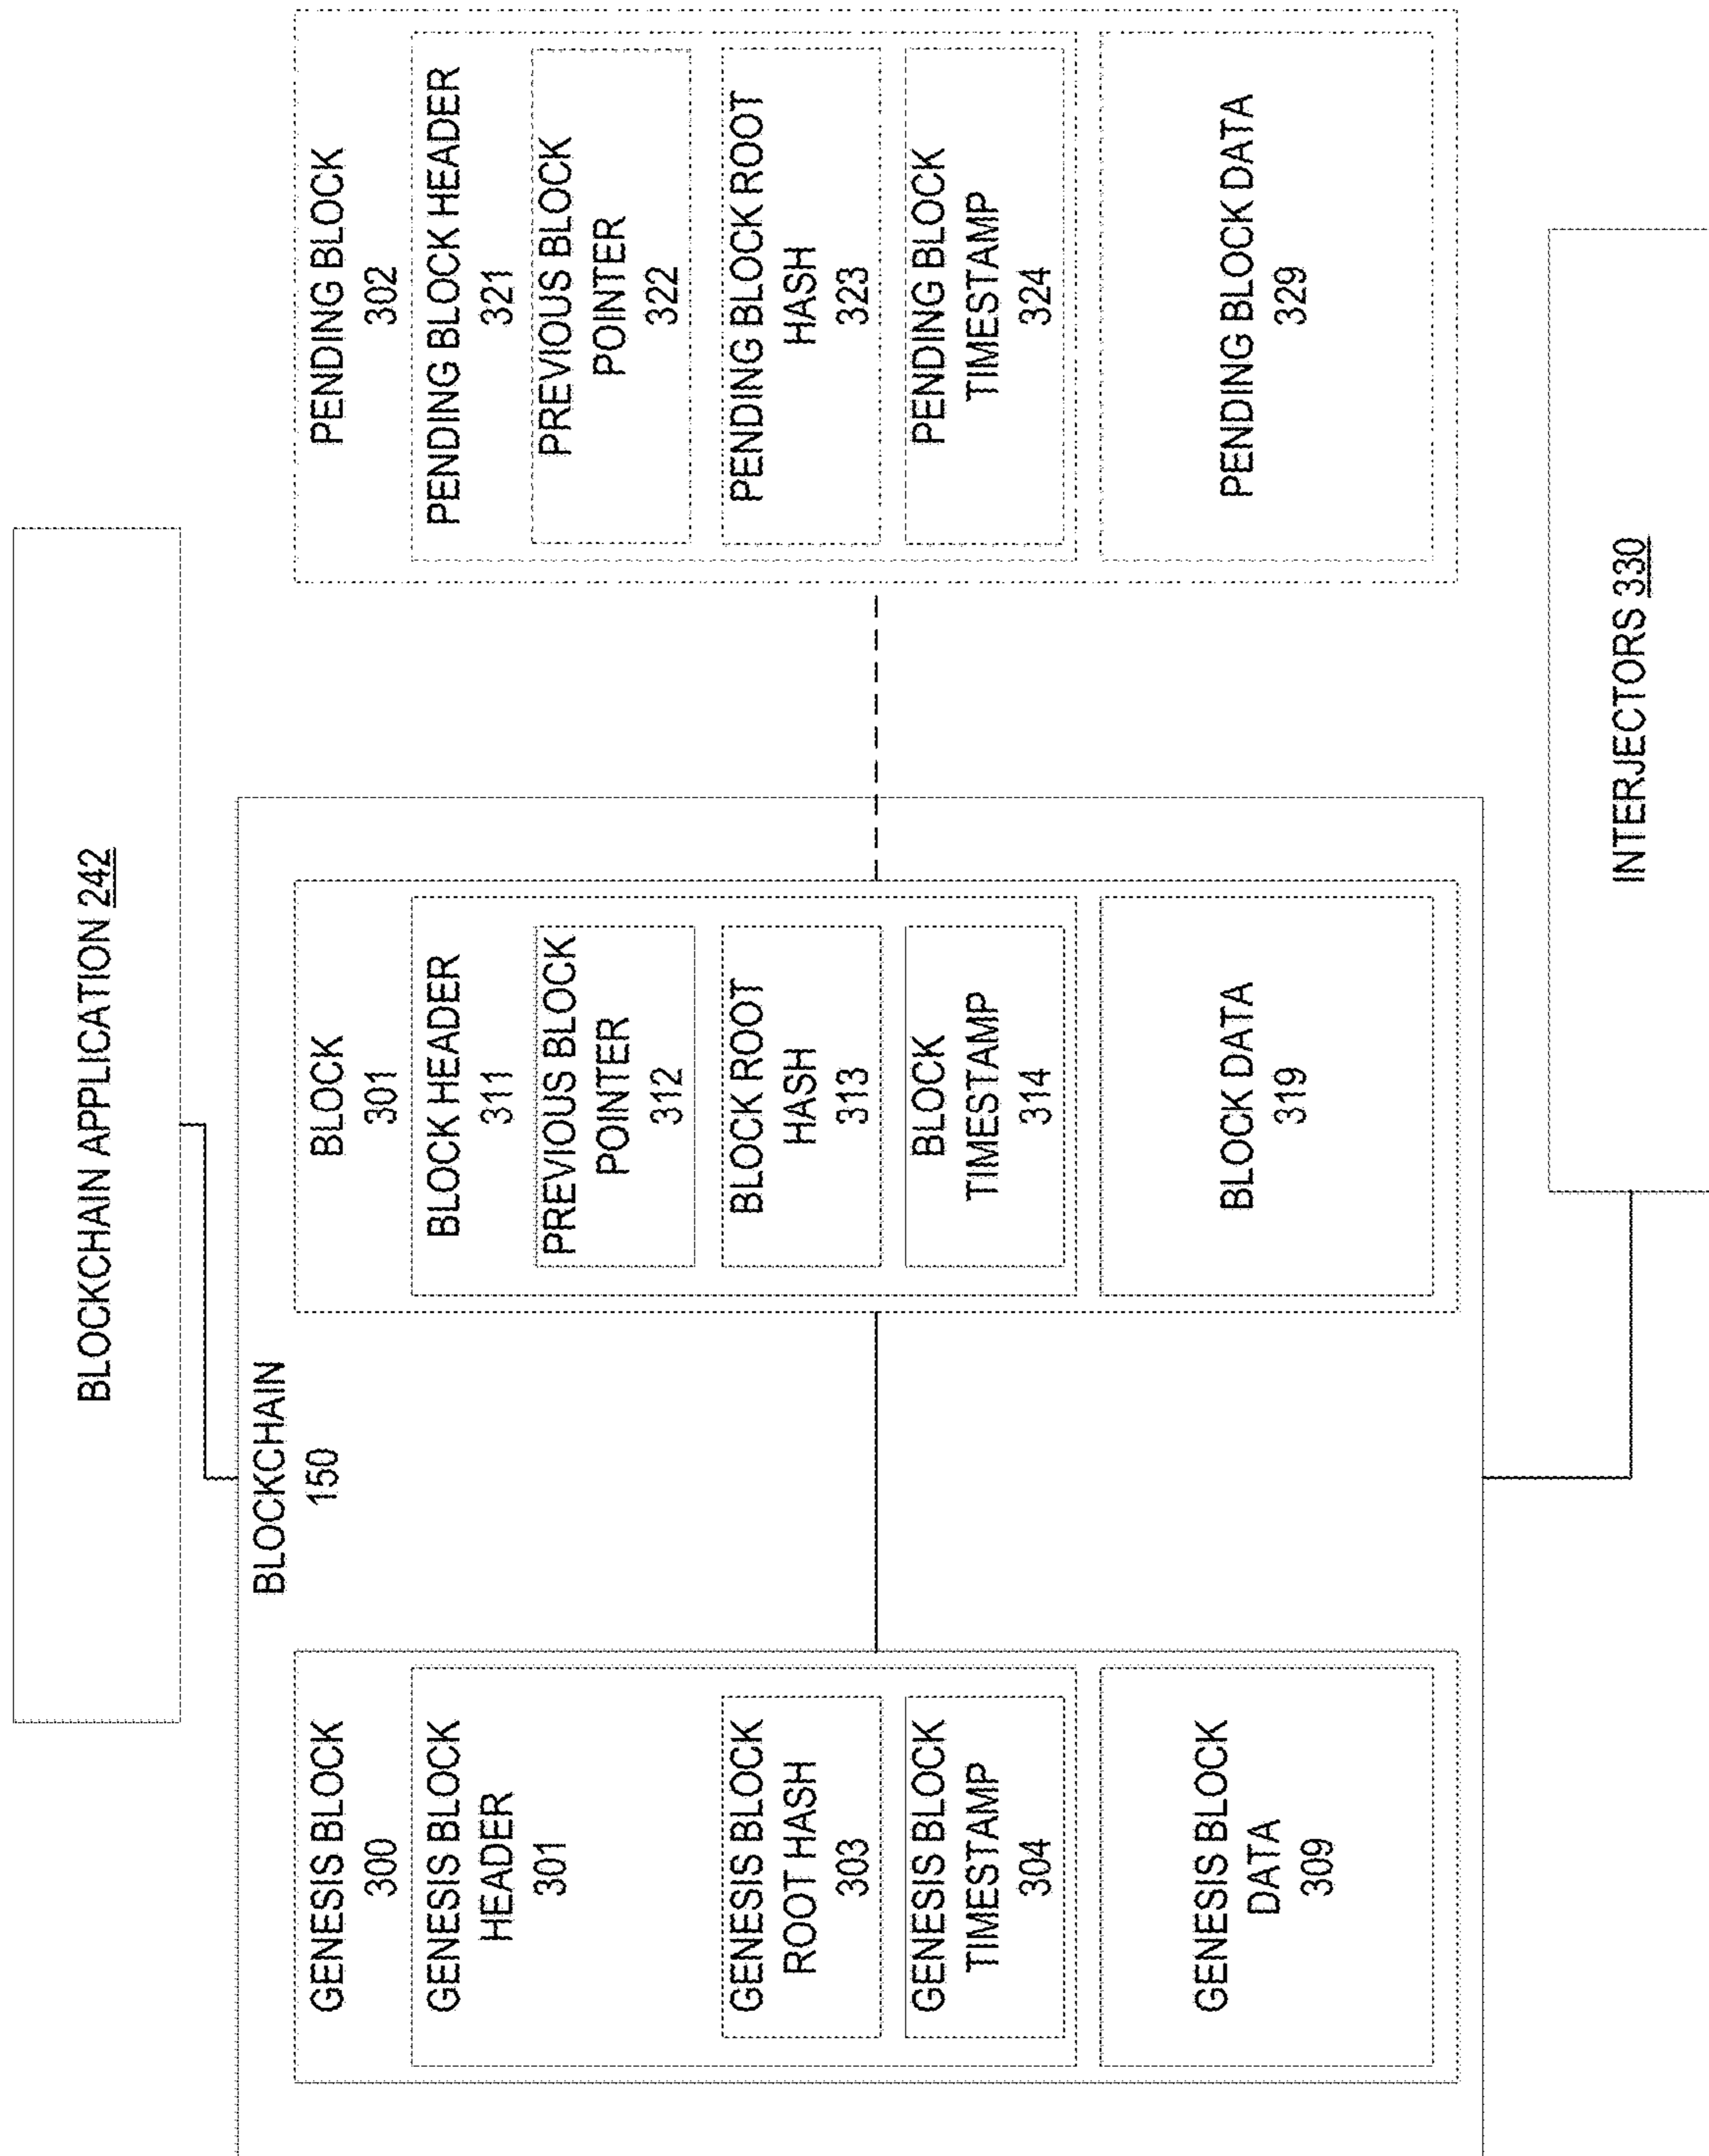 BLOCKCHAIN APPLICATION 242
BLOCKCHAIN
150
GENESIS BLOCK
300
GENESIS BLOCK
HEADER
301
GENESIS BLOCK
ROOT HASH
303
GENESIS BLOCK
TIMESTAMP
304
GENESIS BLOCK
DATA
309
BLOCK
301
BLOCK HEADER
311
PREVIOUS BLOCK
POINTER
312
BLOCK ROOT
HASH
313
BLOCK
TIMESTAMP
314
BLOCK DATA
319
PENDING BLOCK
302
PENDING BLOCK HEADER
321
PREVIOUS BLOCK
POINTER
322
PENDING BLOCK ROOT
HASH
323
PENDING BLOCK
TIMESTAMP
324
PENDING BLOCK DATA
329
INTERJECTORS 330